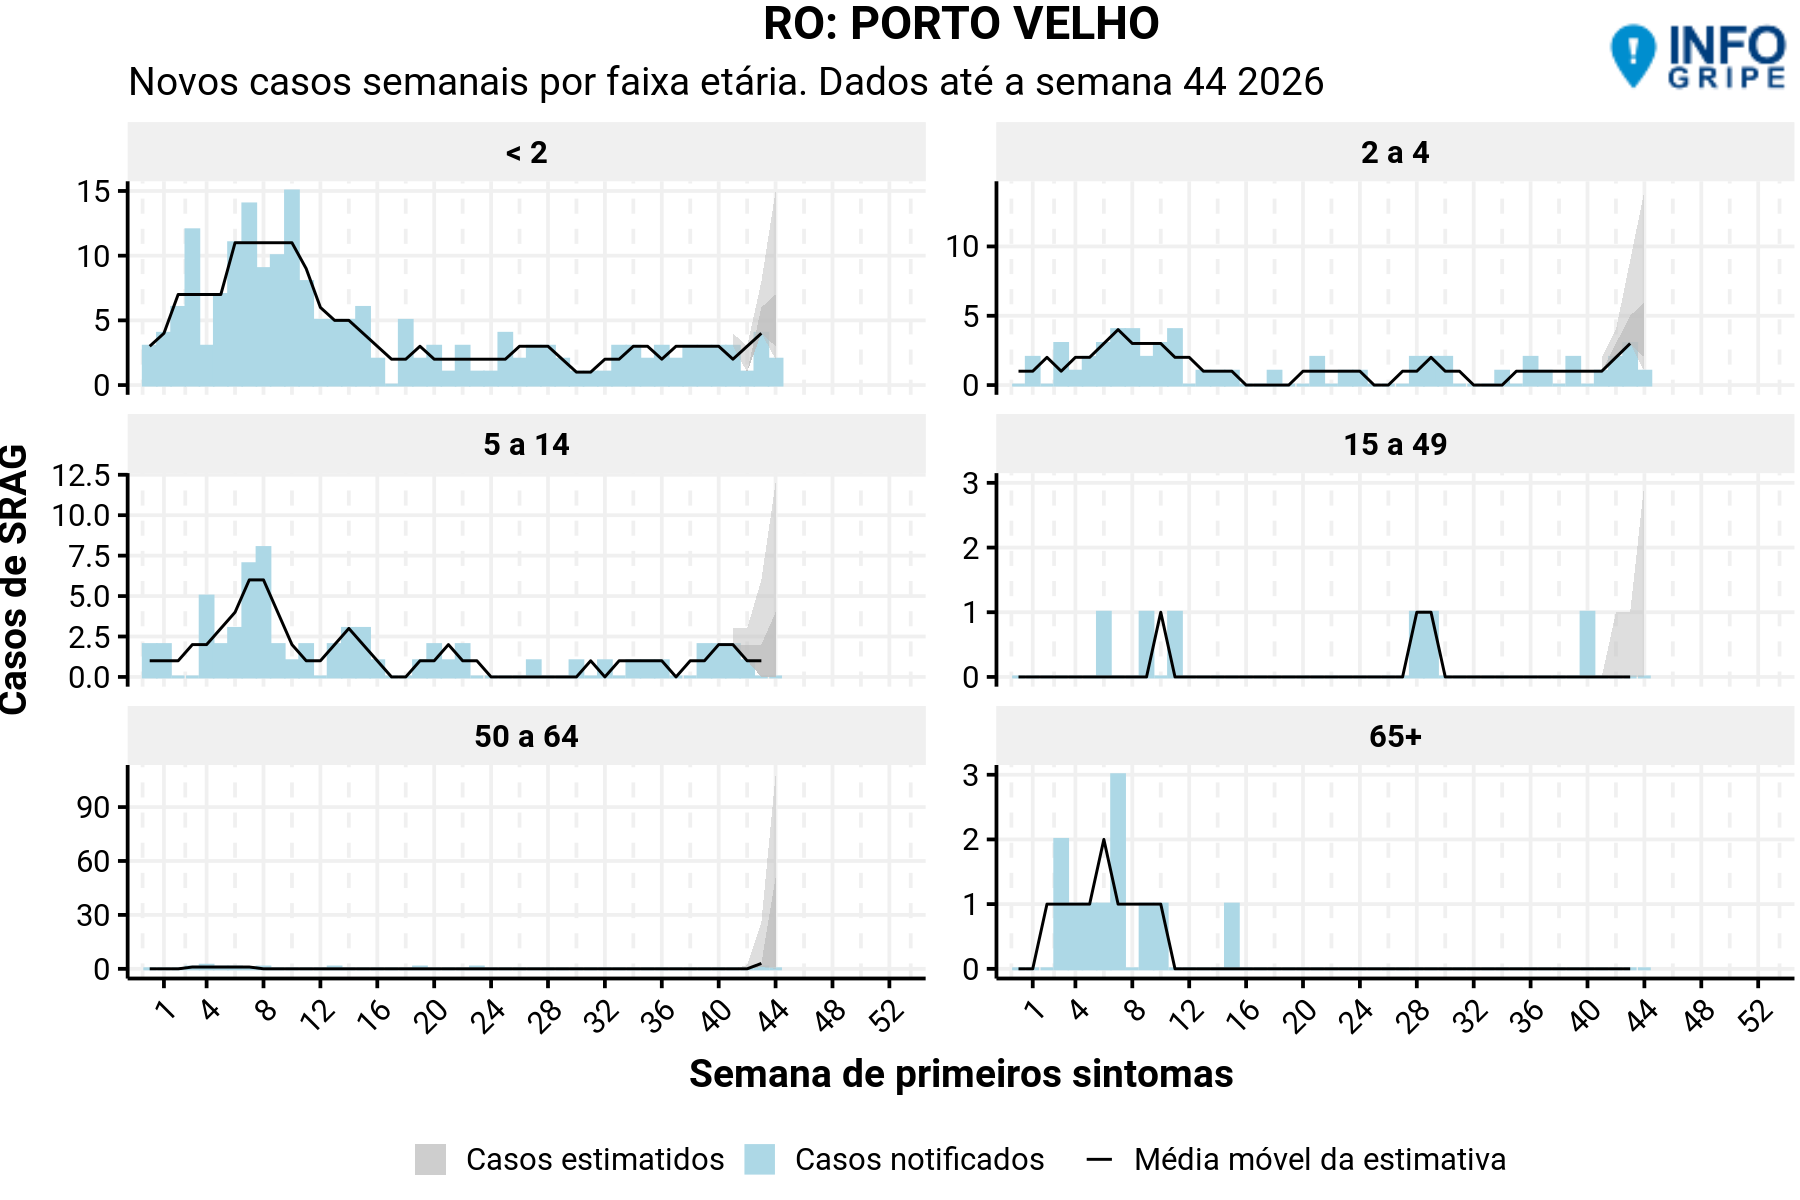 RO: PORTO VELHO
INFO
GRIPE
Novos casos semanais por faixa etária. Dados até a semana 44 2026
< 2
2 a 4
15
10
5
0
10
5
0
5 a 14
15 a 49
12.5
10.0
7.5
5.0
2.5
0.0
3
2
1
0
50 a 64
65+
90
60
30
0
3
2
1
0
Casos de SRAG
1 4 8 12 16 20 24 28 32 36 40 44 48 52
1 4 8 12 16 20 24 28 32 36 40 44 48 52
Semana de primeiros sintomas
Casos estimatidos Casos notificados Média móvel da estimativa